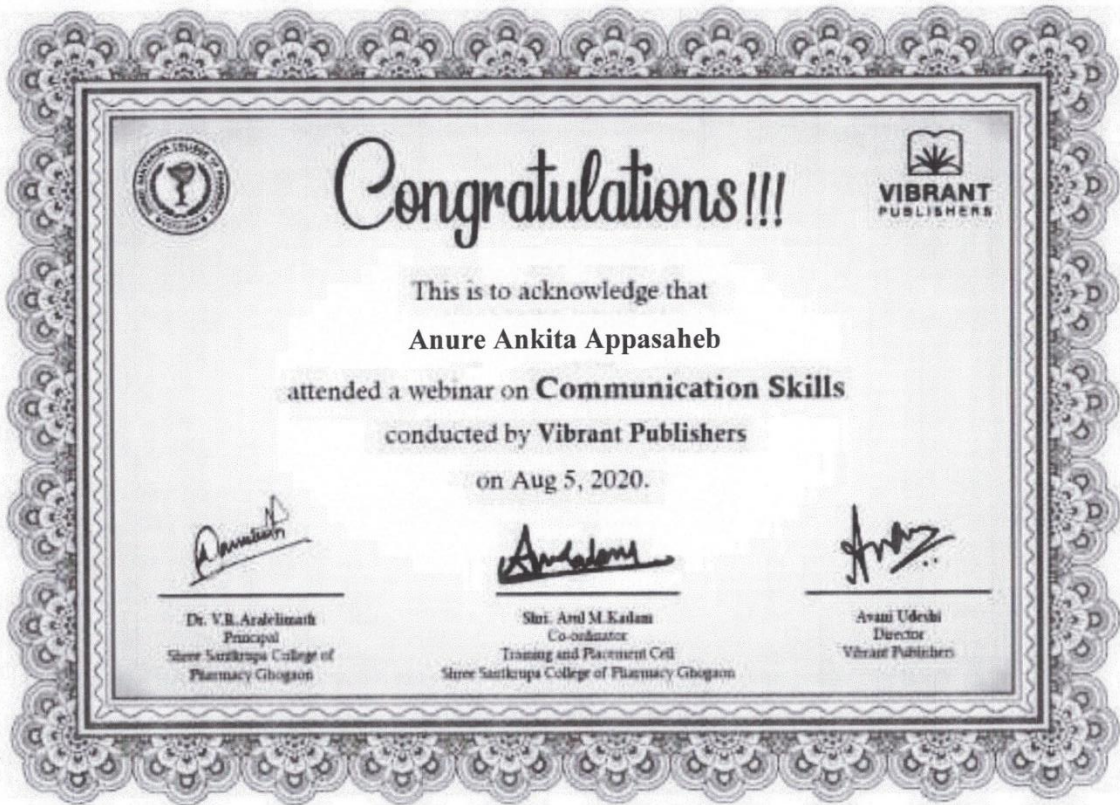 Congratulations!!!
VIBRANT
PUBLISHERS
This is to acknowledge that
Anure Ankita Appasaheb
attended a webinar on Communication Skills
conducted by Vibrant Publishers
on Aug 5, 2020.
Dr. V.R. Aralelimath
Principal
Shree Santkrupa College of
Pharmacy Ghogaon
Shri. Amol M. Kadam
Co-ordinator
Training and Placement Cell
Shree Santkrupa College of Pharmacy Ghogaon
Avani Udeshi
Director
Vibrant Publishers